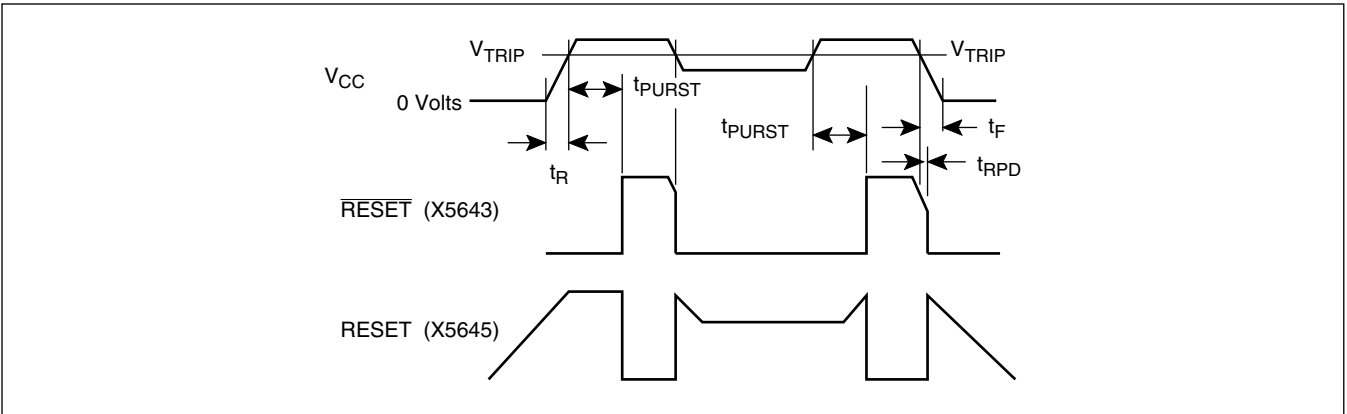 VTRIP
VTRIP
VCC
0 Volts
tPURST
tPURST
tF
tR
tRPD
RESET (X5643)
RESET (X5645)